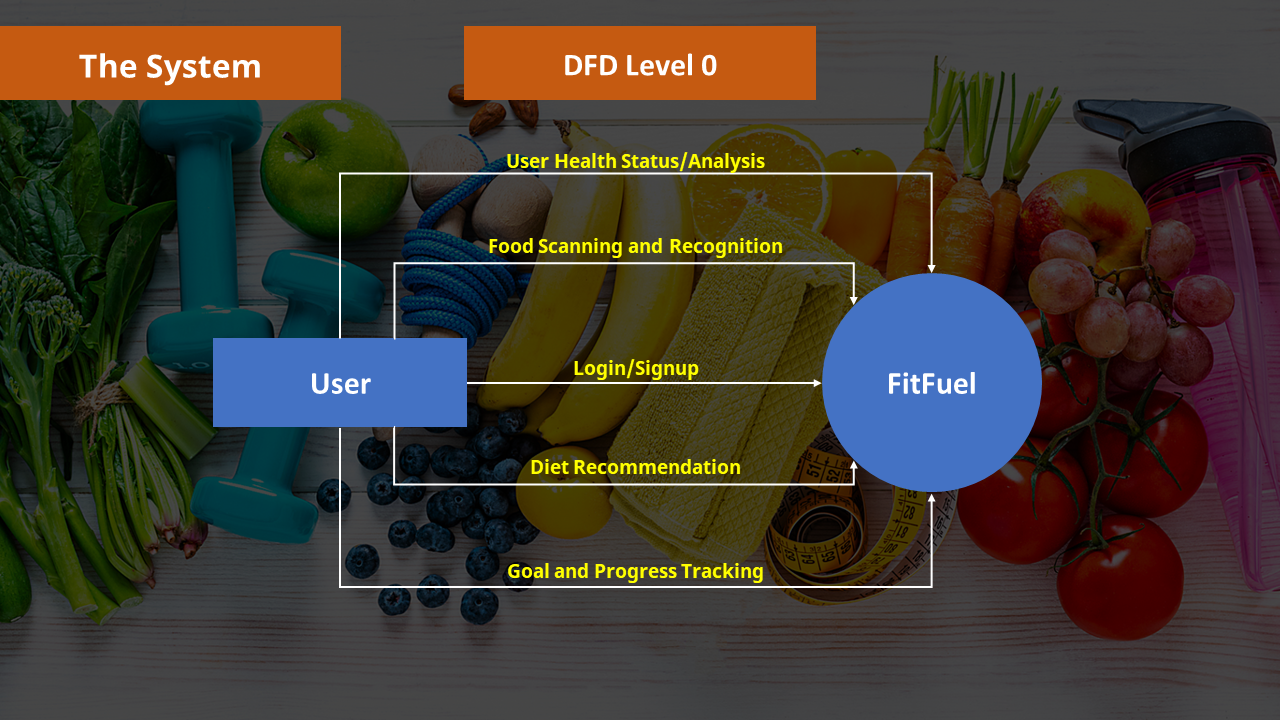 The System
DFD Level 0
User Health Status/Analysis
Food Scanning and Recognition
Login/Signup
User
FitFuel
Diet Recommendation
Goal and Progress Tracking